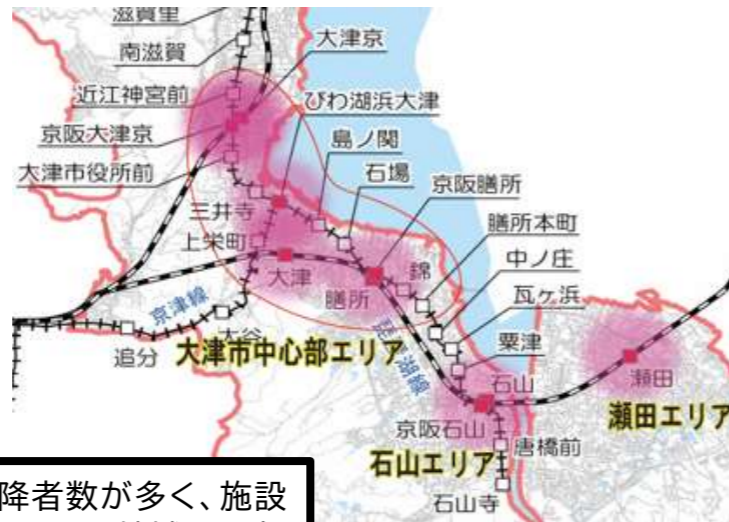 滋賀里
南滋賀
大津京
近江神宮前
びわ湖浜大津
京阪大津京
島ノ関
大津市役所前
石場
京阪膳所
三井寺
膳所本町
上栄町
中ノ庄
錦
大津
膳所
瓦ヶ浜
京津線
大谷
追分
粟津
大津市中心部エリア
琵琶湖線
石山
瀬田
京阪石山
瀬田エリア
唐橋前
石山エリア
石山寺
降者数が多く、施設